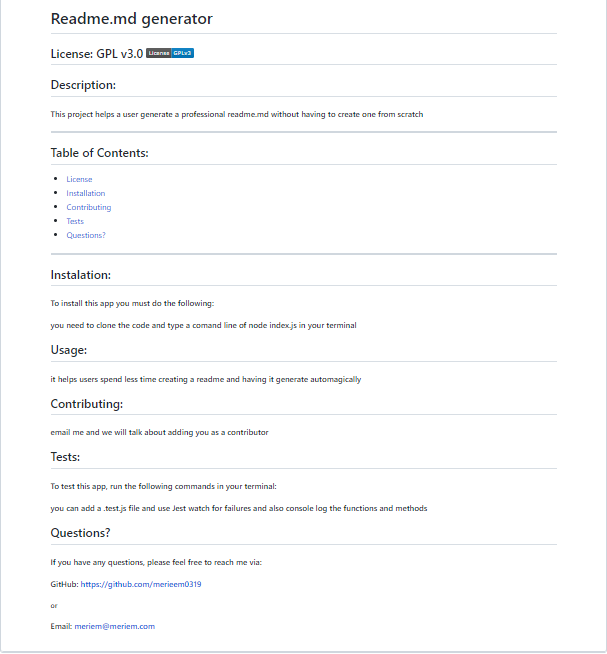 Readme.md generator
License: GPL v3.0 License GPLv3
Description:
This project helps a user generate a professional readme.md without having to create one from scratch
Table of Contents:
License
Installation
Contributing
Tests
Questions?
Instalation:
To install this app you must do the following:
you need to clone the code and type a comand line of node index.js in your terminal
Usage:
it helps users spend less time creating a readme and having it generate automagically
Contributing:
email me and we will talk about adding you as a contributor
Tests:
To test this app, run the following commands in your terminal:
you can add a .test.js file and use Jest watch for failures and also console log the functions and methods
Questions?
If you have any questions, please feel free to reach me via:
GitHub: https://github.com/merieem0319
or
Email: meriem@meriem.com